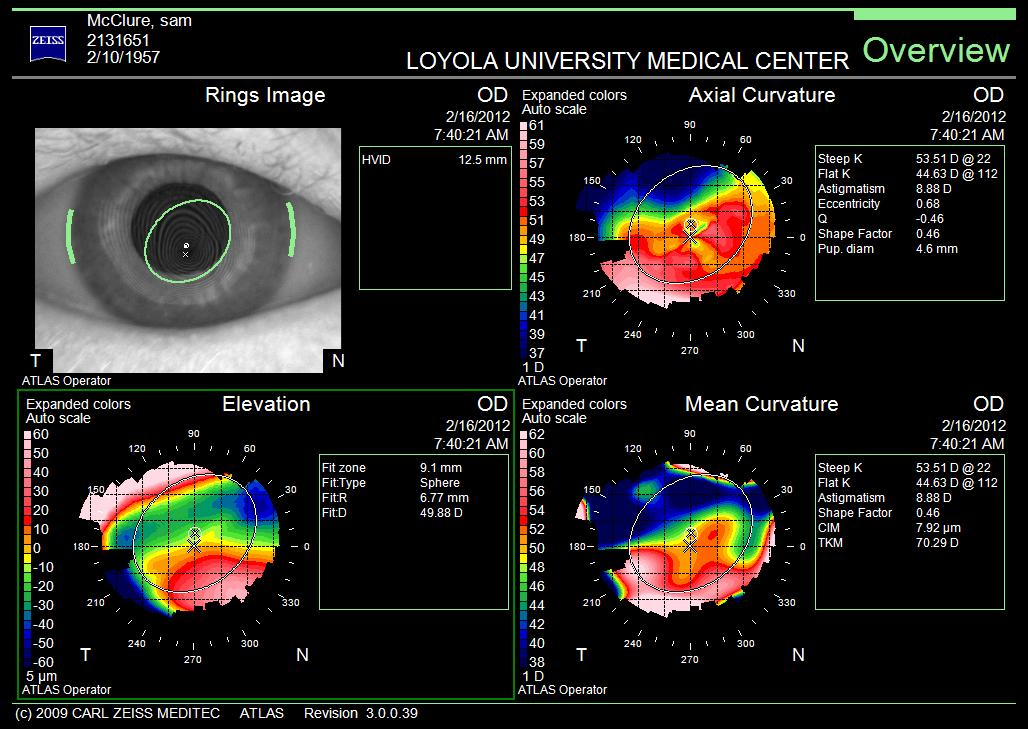 ZEISS
McClure, sam
2131651
2/10/1957
LOYOLA UNIVERSITY MEDICAL CENTER
Overview
Rings Image
OD
2/16/2012
7:40:21 AM
HVID 12.5 mm
T
N
ATLAS Operator
Expanded colors
Auto scale
Axial Curvature
OD
2/16/2012
7:40:21 AM
61
59
57
55
53
51
49
47
45
43
41
39
37
1 D
90
120
60
150
30
180
0
210
330
240
300
270
T
N
Steep K 53.51 D @ 22
Flat K 44.63 D @ 112
Astigmatism 8.88 D
Eccentricity 0.68
Q -0.46
Shape Factor 0.46
Pup. diam 4.6 mm
ATLAS Operator
Expanded colors
Auto scale
Elevation
OD
2/16/2012
7:40:21 AM
60
50
40
30
20
10
0
-10
-20
-30
-40
-50
-60
5 µm
90
120
60
150
30
180
0
210
330
240
300
270
T
N
Fit zone 9.1 mm
Fit:Type Sphere
Fit:R 6.77 mm
Fit:D 49.88 D
ATLAS Operator
Expanded colors
Auto scale
Mean Curvature
OD
2/16/2012
7:40:21 AM
62
60
58
56
54
52
50
48
46
44
42
40
38
1 D
90
120
60
150
30
180
0
210
330
240
300
270
T
N
Steep K 53.51 D @ 22
Flat K 44.63 D @ 112
Astigmatism 8.88 D
Shape Factor 0.46
CIM 7.92 µm
TKM 70.29 D
ATLAS Operator
(c) 2009 CARL ZEISS MEDITEC ATLAS Revision 3.0.0.39